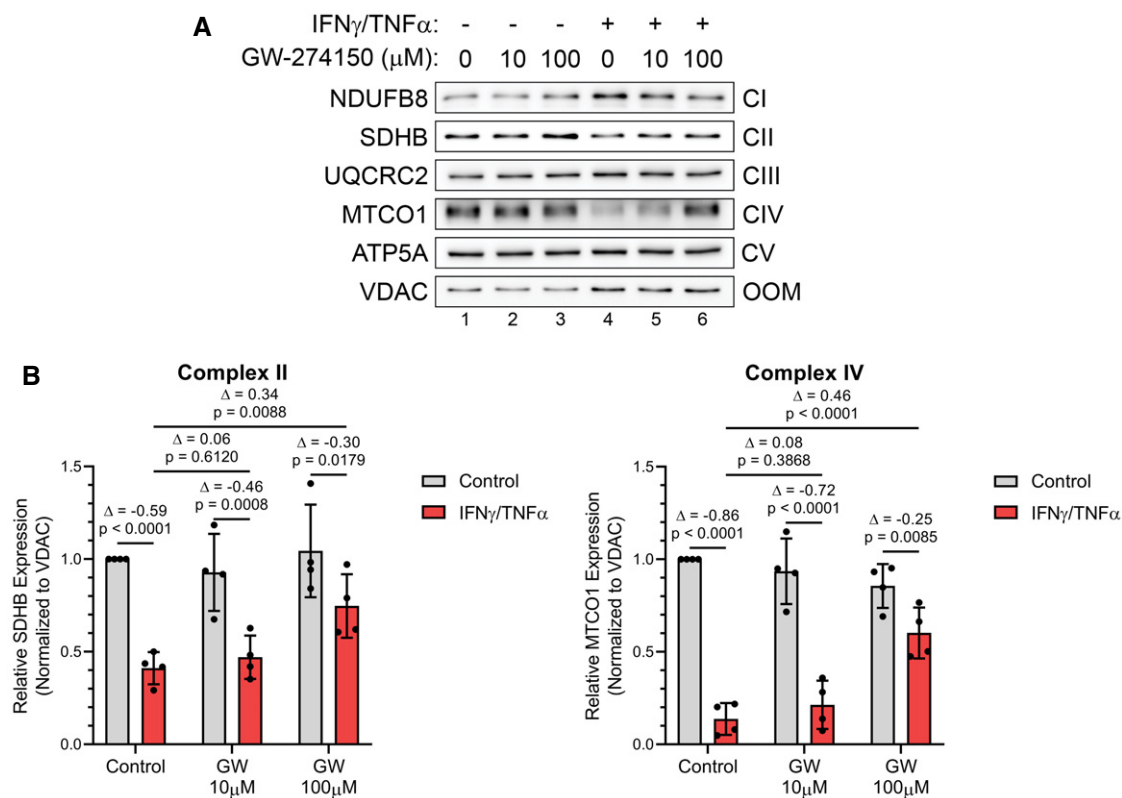 A
IFNγ/TNFα: - - - + + +
GW-274150 (μM): 0 10 100 0 10 100
NDUFB8 CI
SDHB CII
UQCRC2 CIII
MTCO1 CIV
ATP5A CV
VDAC OOM
1 2 3 4 5 6
B
Complex II
Δ = 0.34
p = 0.0088
Δ = 0.06
p = 0.6120
Δ = -0.30
p = 0.0179
Δ = -0.46
p = 0.0008
Δ = -0.59
p < 0.0001
Relative SDHB Expression
(Normalized to VDAC)
1.5
1.0
0.5
0.0
Control
GW
10μM
GW
100μM
Control
IFNγ/TNFα
Complex IV
Δ = 0.46
p < 0.0001
Δ = 0.08
p = 0.3868
Δ = -0.72
p < 0.0001
Δ = -0.86
p < 0.0001
Δ = -0.25
p = 0.0085
Relative MTCO1 Expression
(Normalized to VDAC)
1.5
1.0
0.5
0.0
Control
GW
10μM
GW
100μM
Control
IFNγ/TNFα